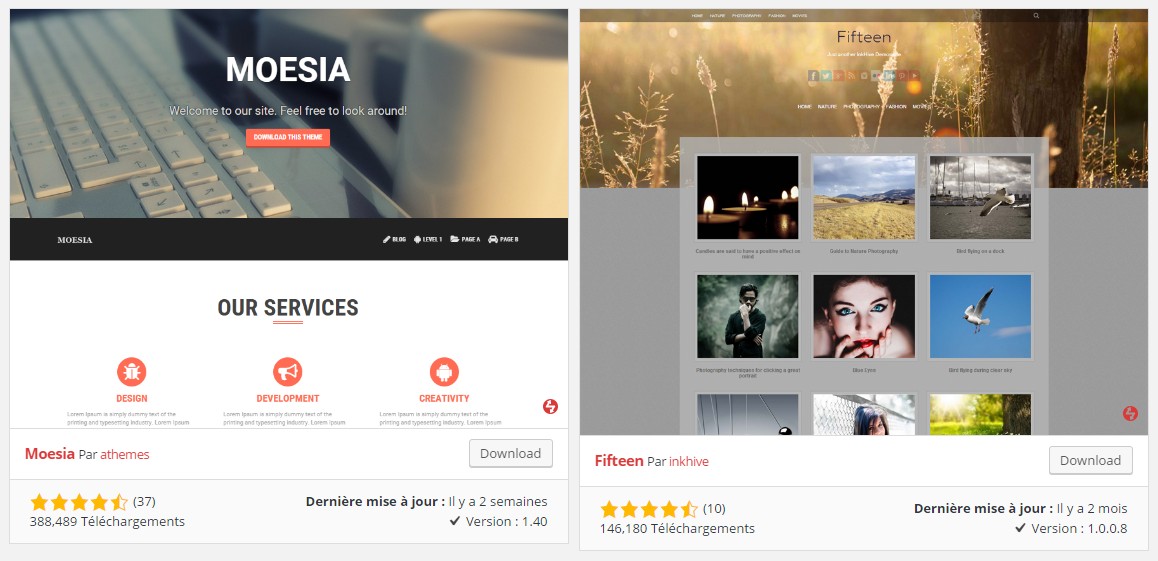 MOESIA
Welcome to our site. Feel free to look around!
DOWNLOAD THIS THEME
MOESIA
BLOG LEVEL 1 PAGE A PAGE B
OUR SERVICES
DESIGN DEVELOPMENT CREATIVITY
Lorem Ipsum is simply dummy text of the Lorem Ipsum is simply dummy text of the Lorem Ipsum is simply dummy text of the
printing and typesetting industry. Lorem Ipsum printing and typesetting industry. Lorem Ipsum printing and typesetting industry. Lorem Ipsum
Moesia Par athemes
Download
(37)
388,489 Téléchargements
Dernière mise à jour : Il y a 2 semaines
Version : 1.40
HOME NATURE PHOTOGRAPHY FASHION MOVIES
Fifteen
Just another InkHive
HOME NATURE PHOTOGRAPHY FASHION MOVIES
Candles are said to have a positive effect on
mind
Guide to Nature Photography
Bird flying on a dock
Photography techniques for clicking a great
portrait
Blue Eyes
Bird flying during clear sky
Fifteen Par inkhive
Download
(10)
146,180 Téléchargements
Dernière mise à jour : Il y a 2 mois
Version : 1.0.0.8